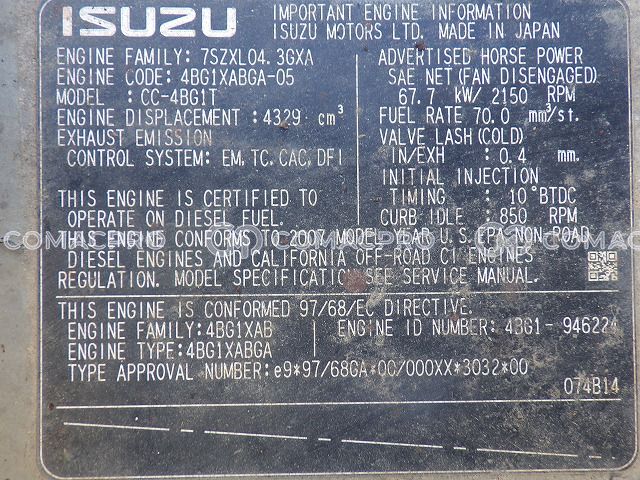 ISUZU
IMPORTANT ENGINE INFORMATION
ISUZU MOTORS LTD. MADE IN JAPAN
ENGINE FAMILY: 7SZXL04.3GXA
ENGINE CODE: 4BG1XABGA-05
MODEL : CC-4BG1T
ENGINE DISPLACEMENT: 4329 cm³
EXHAUST EMISSION
CONTROL SYSTEM: EM, TC, CAC, DFI
ADVERTISED HORSE POWER
SAE NET (FAN DISENGAGED)
67.7 kW/ 2150 RPM
FUEL RATE 70.0 mm³/st.
VALVE LASH (COLD)
IN/EXH : 0.4 mm.
INITIAL INJECTION
TIMING : 10°BTDC
CURB IDLE : 850 RPM
THIS ENGINE IS CERTIFIED TO
OPERATE ON DIESEL FUEL.
THIS ENGINE CONFORMS TO 2007 MODEL YEAR U.S.EPA NON-ROAD
DIESEL ENGINES AND CALIFORNIA OFF-ROAD CI ENGINES
REGULATION. MODEL SPECIFICATION SEE SERVICE MANUAL.
THIS ENGINE IS CONFORMED 97/68/EC DIRECTIVE.
ENGINE FAMILY:4BG1XAB
ENGINE TYPE:4BG1XABGA
ENGINE ID NUMBER: 4BG1-946224
TYPE APPROVAL NUMBER:e9*97/68GA*00/000XX*3032*00
074B14
COMACPRO COMACPRO COMAC